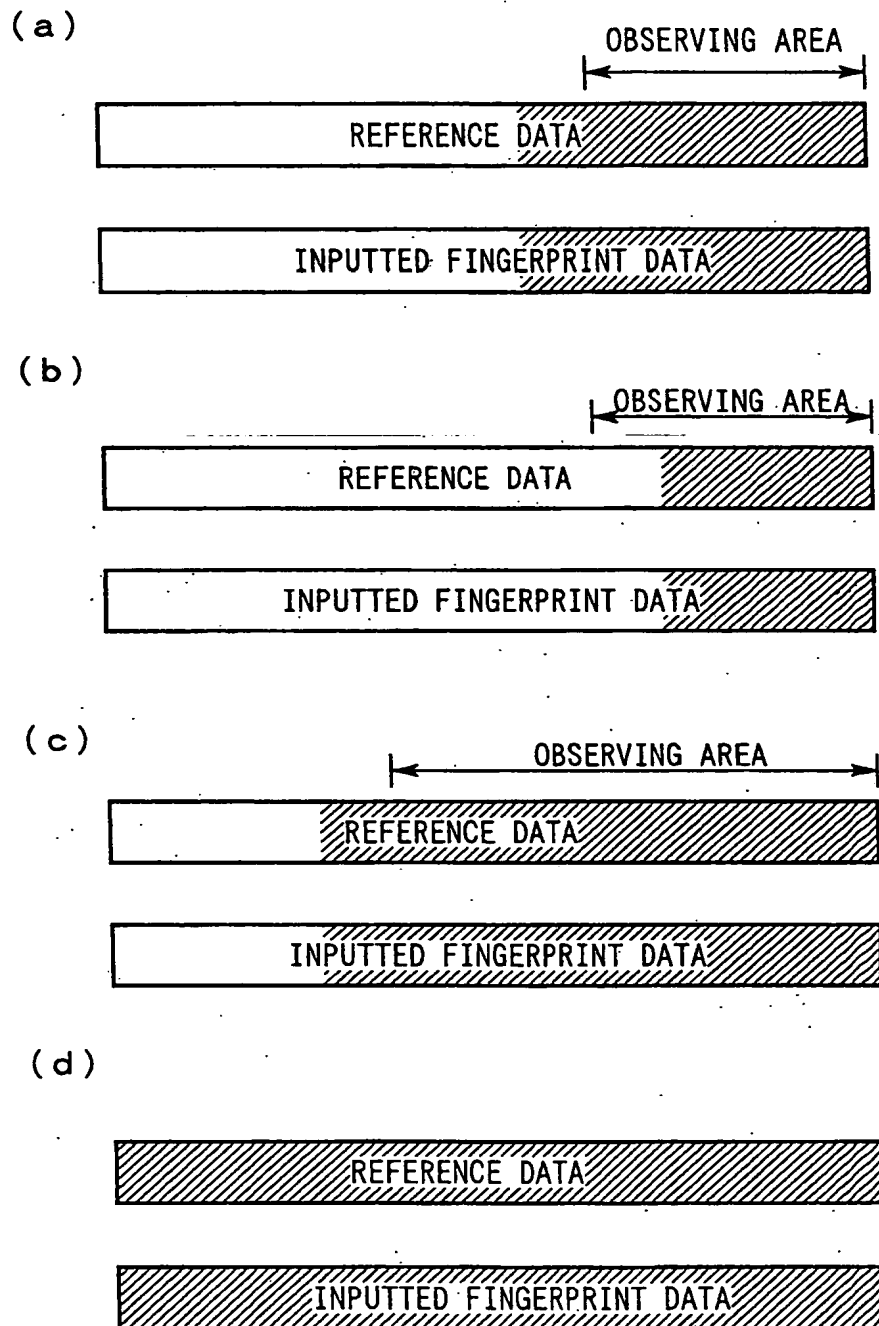 (a)
OBSERVING AREA
REFERENCE DATA
INPUTTED FINGERPRINT DATA
(b)
OBSERVING AREA
REFERENCE DATA
INPUTTED FINGERPRINT DATA
(c)
OBSERVING AREA
REFERENCE DATA
INPUTTED FINGERPRINT DATA
(d)
REFERENCE DATA
INPUTTED FINGERPRINT DATA